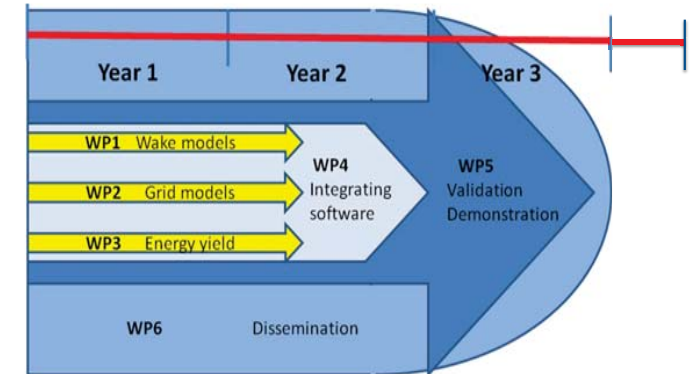 Year 1 Year 2 Year 3
WP1 Wake models
WP2 Grid models
WP3 Energy yield
WP4
Integrating
software
WP5
Validation
Demonstration
WP6 Dissemination